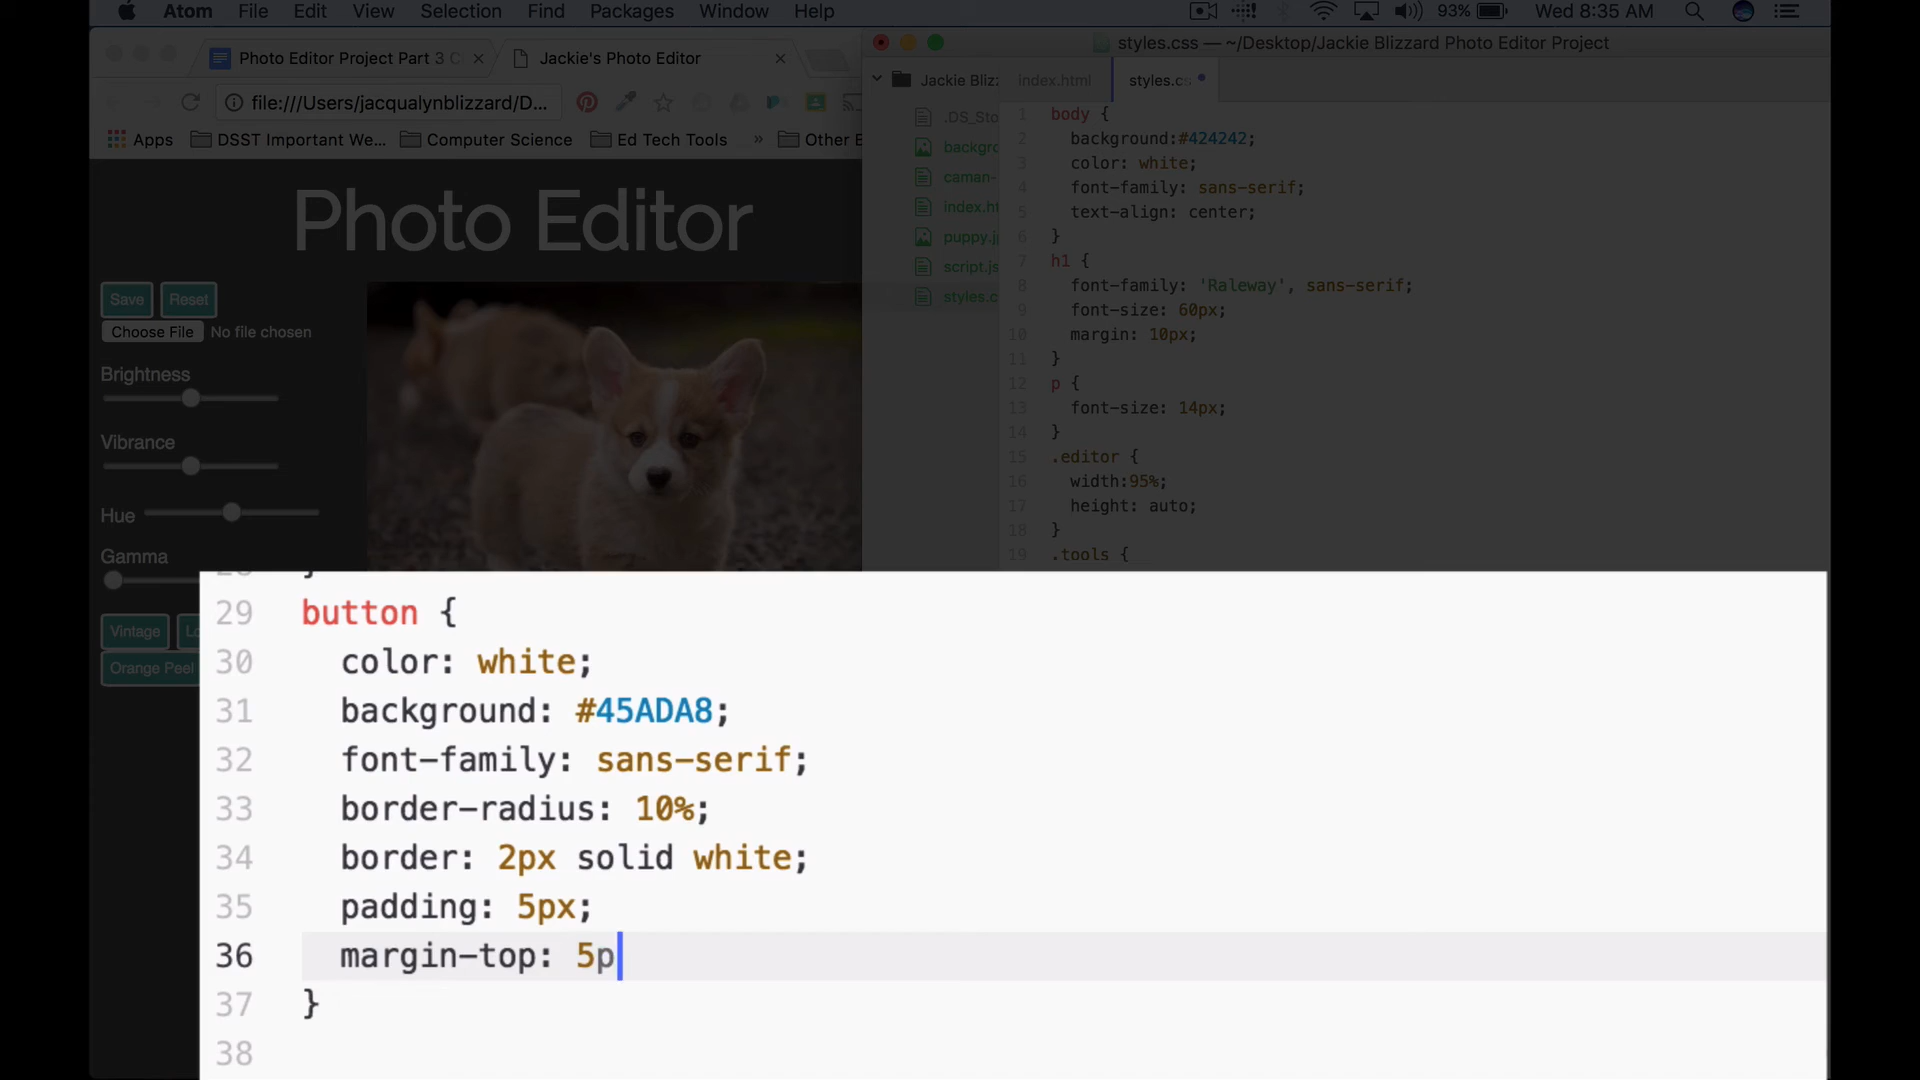 Atom File Edit View Selection Find Packages Window Help 93% Wed 8:35 AM
Photo Editor Project Part 3 C
Jackie's Photo Editor
file:///Users/jacqualynblizzard/D...
Apps DSST Important We... Computer Science Ed Tech Tools » Other E
Photo Editor
Save Reset
Choose File No file chosen
Brightness
Vibrance
Hue
Gamma
Vintage Lo
Orange Peel
styles.css — ~/Desktop/Jackie Blizzard Photo Editor Project
Jackie Bliz
index.html
styles.cs
.DS_Sto
backgro
caman-
index.ht
puppy.j
script.js
styles.c
1 body {
2 background:#424242;
3 color: white;
4 font-family: sans-serif;
5 text-align: center;
6 }
7 h1 {
8 font-family: 'Raleway', sans-serif;
9 font-size: 60px;
10 margin: 10px;
11 }
12 p {
13 font-size: 14px;
14 }
15 .editor {
16 width:95%;
17 height: auto;
18 }
19 .tools {
28 }
29 button {
30 color: white;
31 background: #45ADA8;
32 font-family: sans-serif;
33 border-radius: 10%;
34 border: 2px solid white;
35 padding: 5px;
36 margin-top: 5p
37 }
38